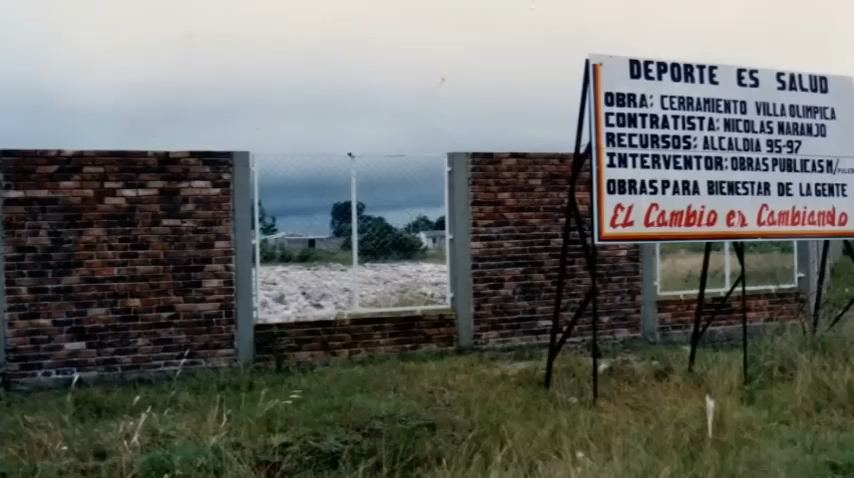 DEPORTE ES SALUD
OBRA: CERRAMIENTO VILLA OLIMPICA
CONTRATISTA: NICOLAS NARANJO
RECURSOS: ALCALDIA 95-97
INTERVENTOR: OBRAS PUBLICAS M/
OBRAS PARA BIENESTAR DE LA GENTE
EL Cambio es Cambiando